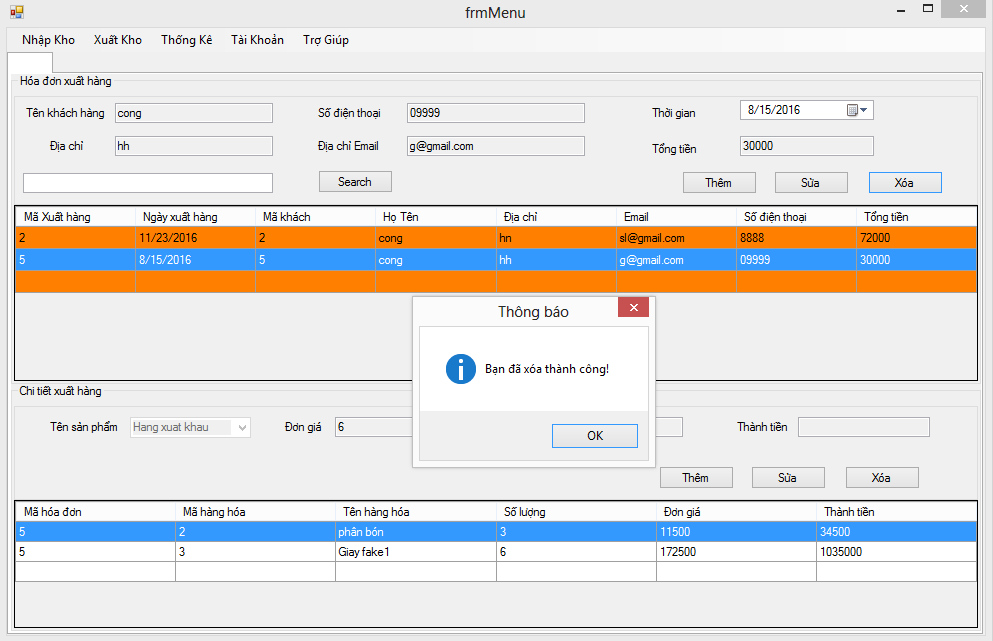 frmMenu
Nhập Kho Xuất Kho Thống Kê Tài Khoản Trợ Giúp
Hóa đơn xuất hàng
Tên khách hàng cong Số điện thoại 09999 Thời gian 8/15/2016
Địa chỉ hh Địa chỉ Email g@gmail.com Tổng tiền 30000
Search Thêm Sửa Xóa
Mã Xuất hàng Ngày xuất hàng Mã khách Họ Tên Địa chỉ Email Số điện thoại Tổng tiền
2 11/23/2016 2 cong hn sl@gmail.com 8888 72000
5 8/15/2016 5 cong hh g@gmail.com 09999 30000
Thông báo
Bạn đã xóa thành công!
OK
Chi tiết xuất hàng
Tên sản phẩm Hang xuat khau Đơn giá 6 Thành tiền
Thêm Sửa Xóa
Mã hóa đơn Mã hàng hóa Tên hàng hóa Số lượng Đơn giá Thành tiền
5 2 phân bón 3 11500 34500
5 3 Giay fake1 6 172500 1035000